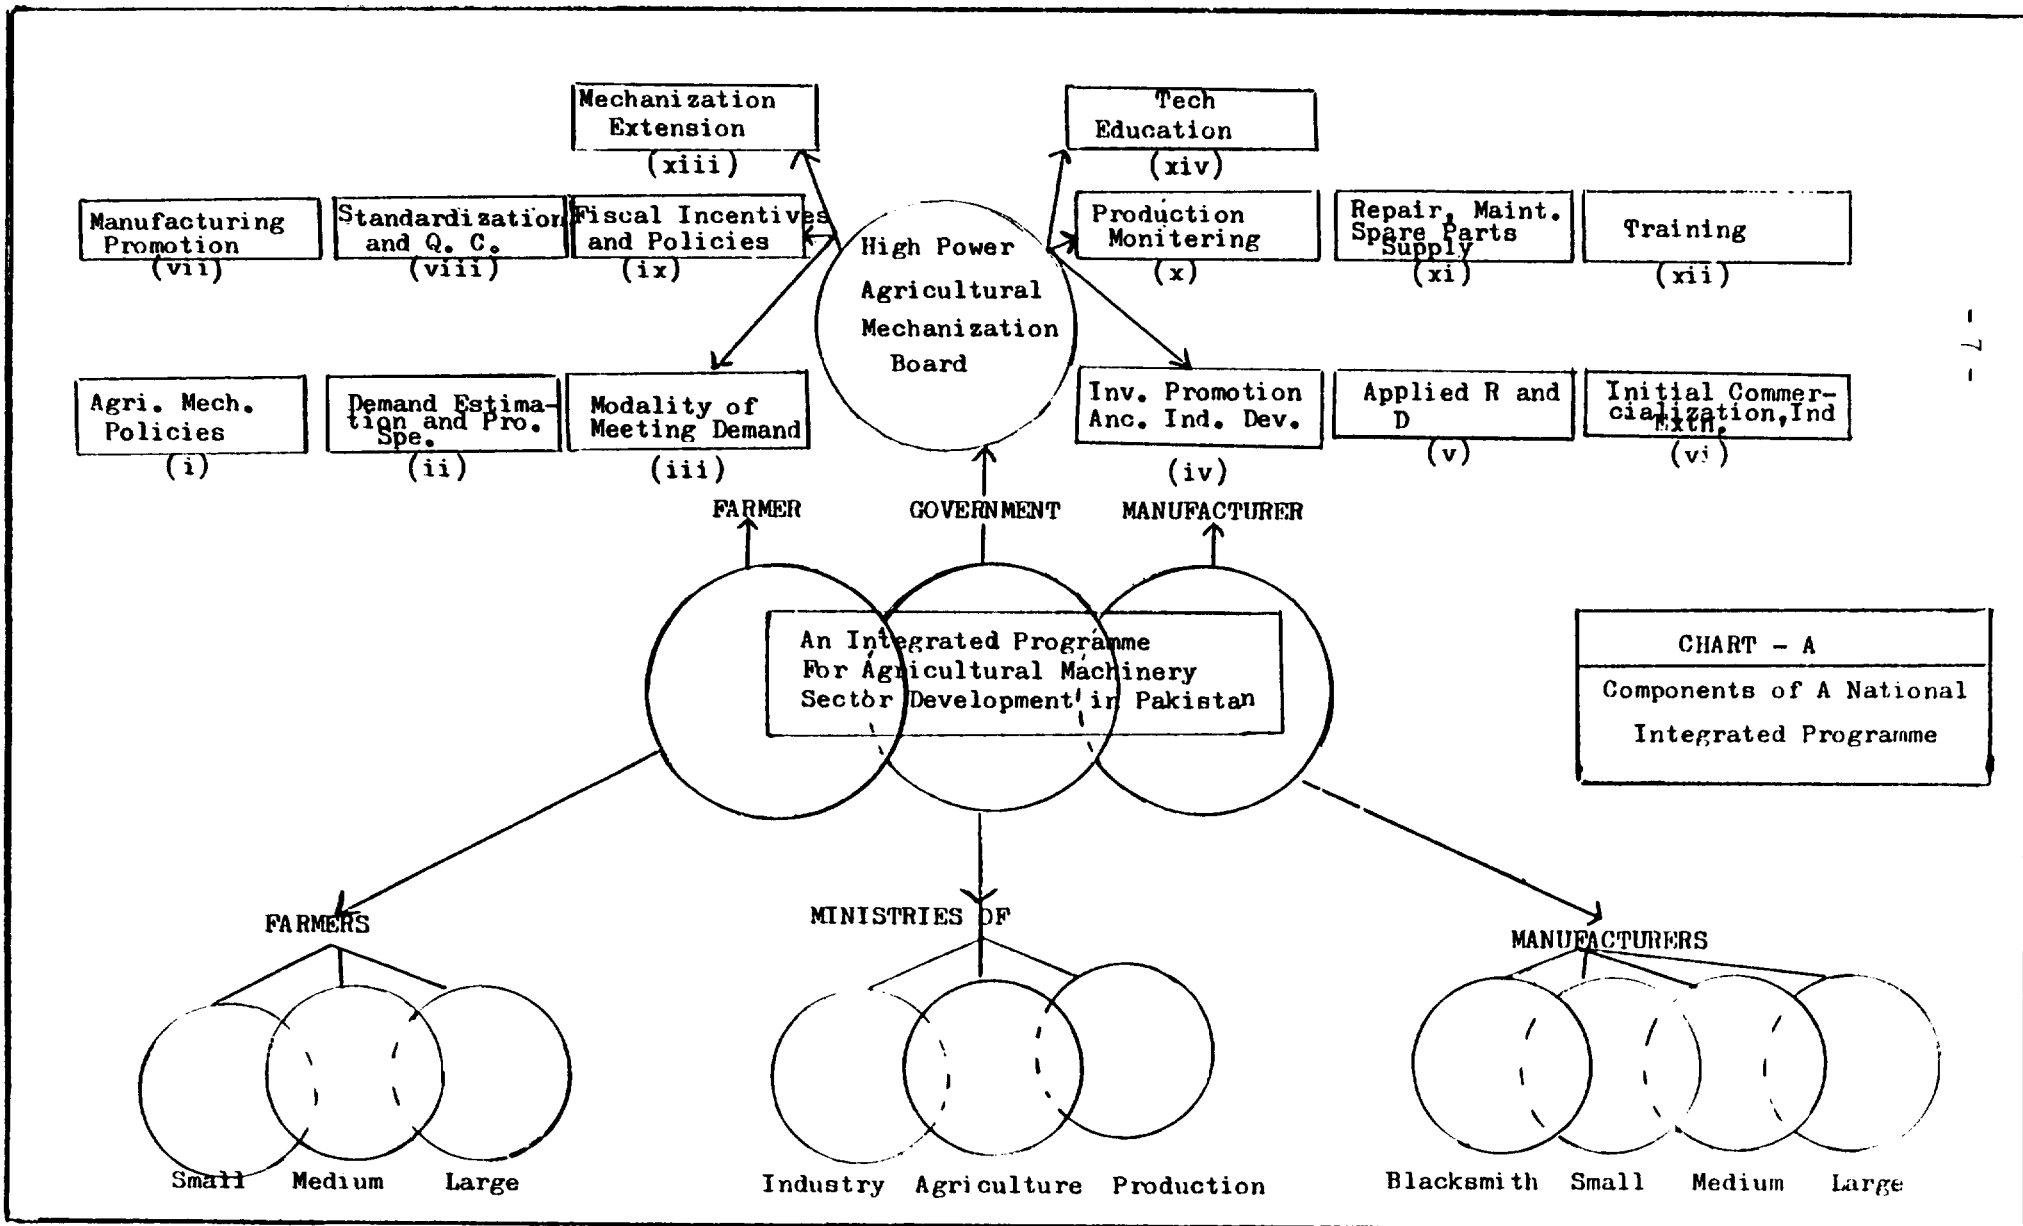 Mechanization
Extension
(xiii)
Tech
Education
(xiv)
Manufacturing
Promotion
(vii)
Standardization
and Q. C.
(viii)
Fiscal Incentives
and Policies
(ix)
High Power
Agricultural
Mechanization
Board
Production
Monitering
(x)
Repair, Maint.
Spare Parts
Supply
(xi)
Training
(xii)
- 7 -
Agri. Mech.
Policies
(i)
Demand Estima-
tion and Pro.
Spe.
(ii)
Modality of
Meeting Demand
(iii)
Inv. Promotion
Anc. Ind. Dev.
(iv)
Applied R and
D
(v)
Initial Commer-
cialization,Ind
Extn.
(vi)
FARMER
GOVERNMENT
MANUFACTURER
An Integrated Programme
For Agricultural Machinery
Sector Development in Pakistan
CHART - A
Components of A National
Integrated Programme
FARMERS
MINISTRIES OF
MANUFACTURERS
Small Medium Large
Industry Agriculture Production
Blacksmith Small Medium Large